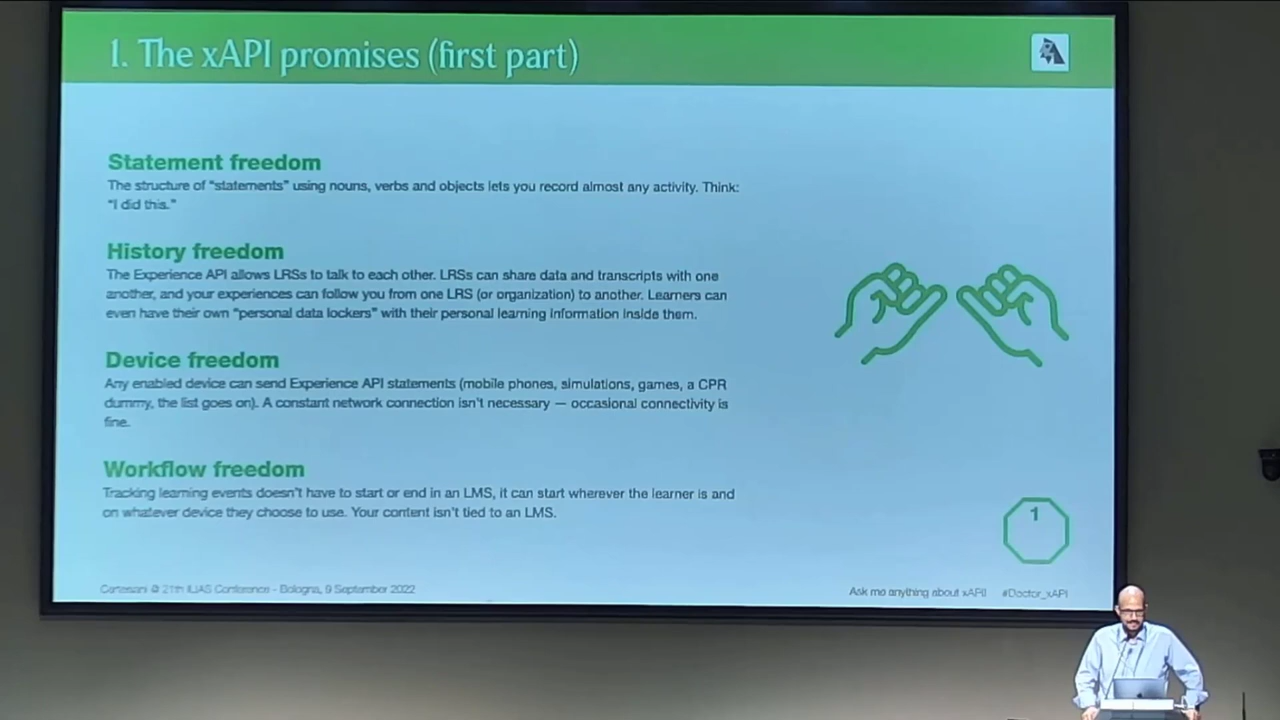 1. The xAPI promises (first part)
Statement freedom
The structure of "statements" using nouns, verbs and objects lets you record almost any activity. Think:
"I did this."
History freedom
The Experience API allows LRSs to talk to each other. LRSs can share data and transcripts with one
another, and your experiences can follow you from one LRS (or organization) to another. Learners can
even have their own "personal data lockers" with their personal learning information inside them.
Device freedom
Any enabled device can send Experience API statements (mobile phones, simulations, games, a CPR
dummy, the list goes on). A constant network connection isn't necessary — occasional connectivity is
fine.
Workflow freedom
Tracking learning events doesn't have to start or end in an LMS, it can start wherever the learner is and
on whatever device they choose to use. Your content isn't tied to an LMS.
1
@ 21th ILIAS Conference - Bologna, 9 September 2022
Ask me anything about xAPI! #Doctor_xAPI